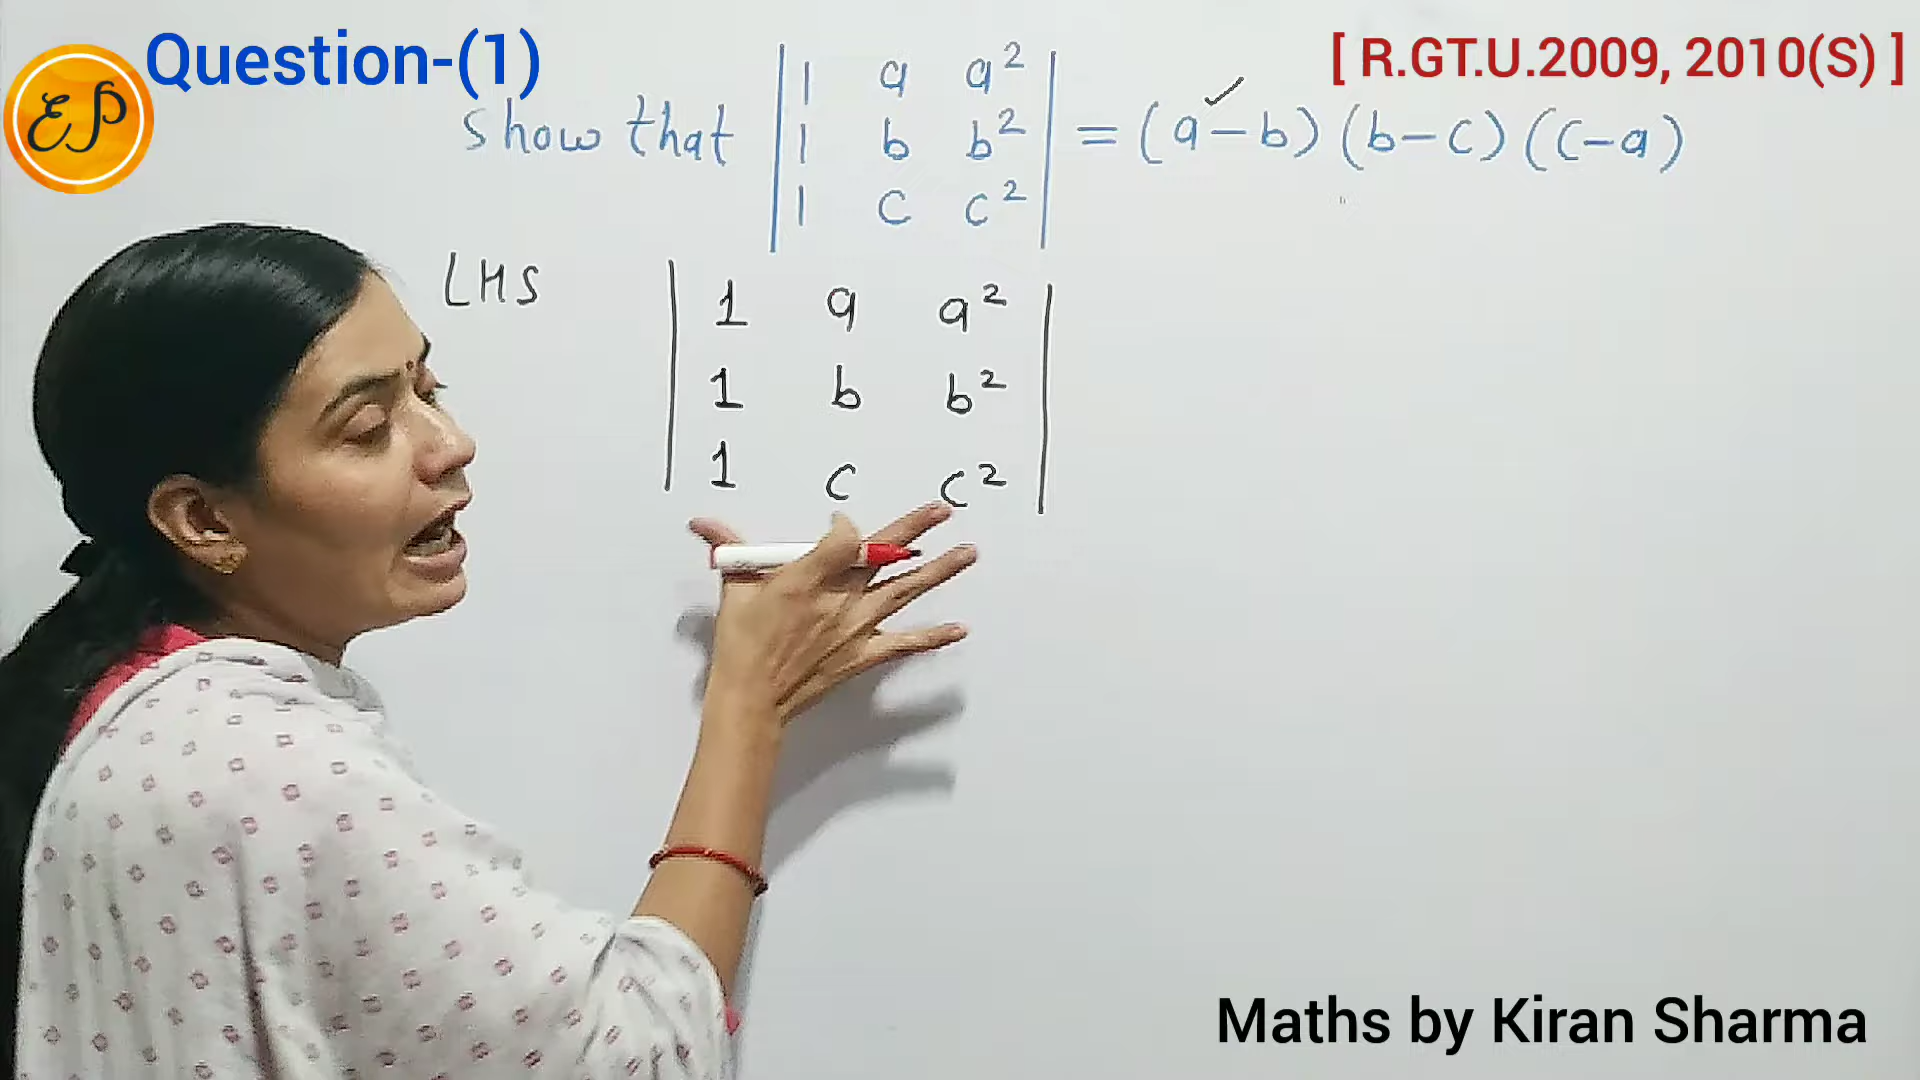 EP
Question-(1)
[ R.GT.U.2009, 2010(S) ]
Show that | 1 a a² |
| 1 b b² | = (a-b) (b-c) (c-a)
| 1 c c² |
LHS | 1 a a² |
| 1 b b² |
| 1 c c² |
Maths by Kiran Sharma